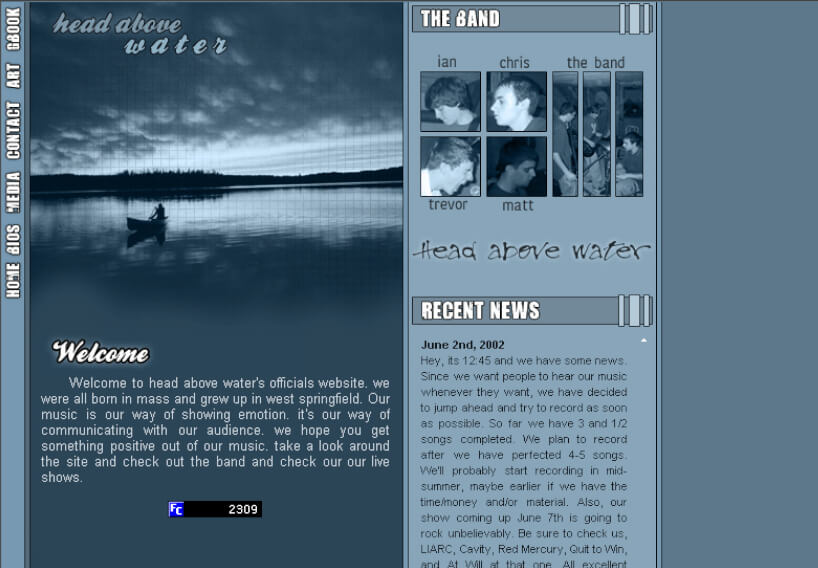 GBOOK
ART
CONTACT
MEDIA
BIOS
HOME
head above
water
Welcome
Welcome to head above water's officials website. we
were all born in mass and grew up in west springfield. Our
music is our way of showing emotion. it's our way of
communicating with our audience. we hope you get
something positive out of our music. take a look around
the site and check out the band and check our our live
shows.
FC 2309
THE BAND
ian chris the band
trevor matt
Head above water
RECENT NEWS
June 2nd, 2002
Hey, its 12:45 and we have some news.
Since we want people to hear our music
whenever they want, we have decided
to jump ahead and try to record as soon
as possible. So far we have 3 and 1/2
songs completed. We plan to record
after we have perfected 4-5 songs.
We'll probably start recording in mid-
summer, maybe earlier if we have the
time/money and/or material. Also, our
show coming up June 7th is going to
rock unbelievably. Be sure to check us,
LIARC, Cavity, Red Mercury, Quit to Win,
and At Will at that one. All excellent